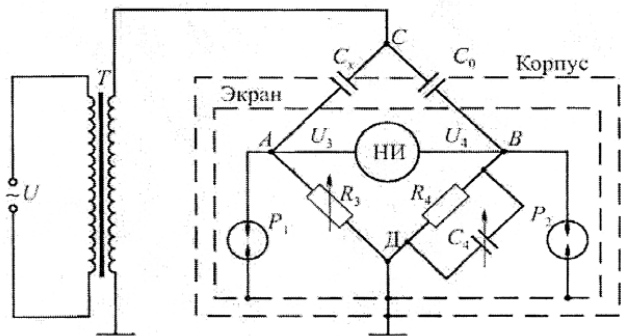 C
Cₓ
C₀
Корпус
T
Экран
A
U₃
НИ
U₄
B
~
U
P₁
R₃
R₄
P₂
Д
C₄